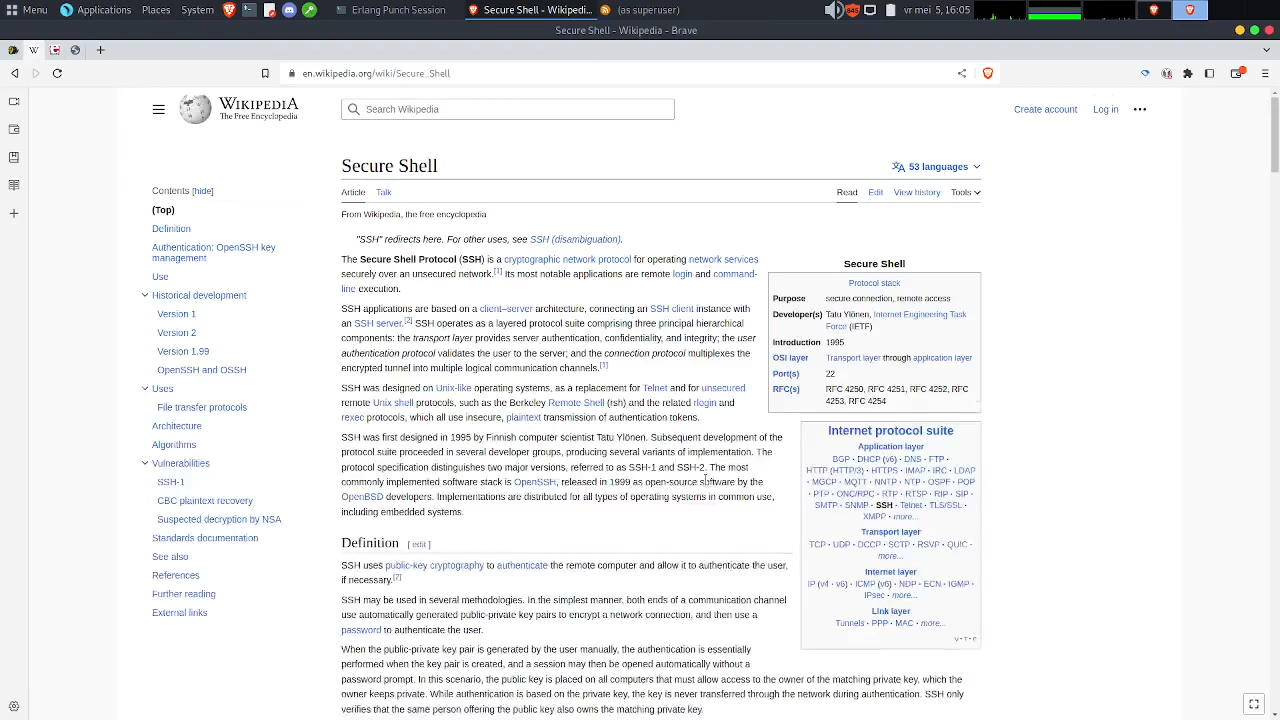 Menu Applications Places System Erlang Punch Session Secure Shell - Wikipedi... (as superuser) 845 vr mei 5, 16:05
Secure Shell - Wikipedia - Brave
en.wikipedia.org/wiki/Secure_Shell
WIKIPEDIA
The Free Encyclopedia
Search Wikipedia
Create account Log in
Secure Shell
53 languages
Contents [hide]
(Top)
Definition
Authentication: OpenSSH key
management
Use
Historical development
Version 1
Version 2
Version 1.99
OpenSSH and OSSH
Uses
File transfer protocols
Architecture
Algorithms
Vulnerabilities
SSH-1
CBC plaintext recovery
Suspected decryption by NSA
Standards documentation
See also
References
Further reading
External links
Article Talk Read Edit View history Tools
From Wikipedia, the free encyclopedia
"SSH" redirects here. For other uses, see SSH (disambiguation).
The Secure Shell Protocol (SSH) is a cryptographic network protocol for operating network services
securely over an unsecured network.[1] Its most notable applications are remote login and command-
line execution.
SSH applications are based on a client–server architecture, connecting an SSH client instance with
an SSH server.[2] SSH operates as a layered protocol suite comprising three principal hierarchical
components: the transport layer provides server authentication, confidentiality, and integrity; the user
authentication protocol validates the user to the server; and the connection protocol multiplexes the
encrypted tunnel into multiple logical communication channels.[1]
SSH was designed on Unix-like operating systems, as a replacement for Telnet and for unsecured
remote Unix shell protocols, such as the Berkeley Remote Shell (rsh) and the related rlogin and
rexec protocols, which all use insecure, plaintext transmission of authentication tokens.
SSH was first designed in 1995 by Finnish computer scientist Tatu Ylönen. Subsequent development of the
protocol suite proceeded in several developer groups, producing several variants of implementation. The
protocol specification distinguishes two major versions, referred to as SSH-1 and SSH-2. The most
commonly implemented software stack is OpenSSH, released in 1999 as open-source software by the
OpenBSD developers. Implementations are distributed for all types of operating systems in common use,
including embedded systems.
Definition [ edit ]
SSH uses public-key cryptography to authenticate the remote computer and allow it to authenticate the user,
if necessary.[2]
SSH may be used in several methodologies. In the simplest manner, both ends of a communication channel
use automatically generated public-private key pairs to encrypt a network connection, and then use a
password to authenticate the user.
When the public-private key pair is generated by the user manually, the authentication is essentially
performed when the key pair is created, and a session may then be opened automatically without a
password prompt. In this scenario, the public key is placed on all computers that must allow access to the owner of the matching private key, which the
owner keeps private. While authentication is based on the private key, the key is never transferred through the network during authentication. SSH only
verifies that the same person offering the public key also owns the matching private key.
Secure Shell
Protocol stack
Purpose secure connection, remote access
Developer(s) Tatu Ylönen, Internet Engineering Task
Force (IETF)
Introduction 1995
OSI layer Transport layer through application layer
Port(s) 22
RFC(s) RFC 4250, RFC 4251, RFC 4252, RFC
4253, RFC 4254
Internet protocol suite
Application layer
BGP · DHCP (v6) · DNS · FTP ·
HTTP (HTTP/3) · HTTPS · IMAP · IRC · LDAP
· MGCP · MQTT · NNTP · NTP · OSPF · POP
· PTP · ONC/RPC · RTP · RTSP · RIP · SIP ·
SMTP · SNMP · SSH · Telnet · TLS/SSL ·
XMPP · more...
Transport layer
TCP · UDP · DCCP · SCTP · RSVP · QUIC ·
more...
Internet layer
IP (v4 · v6) · ICMP (v6) · NDP · ECN · IGMP ·
IPsec · more...
Link layer
Tunnels · PPP · MAC · more...
V · T · E